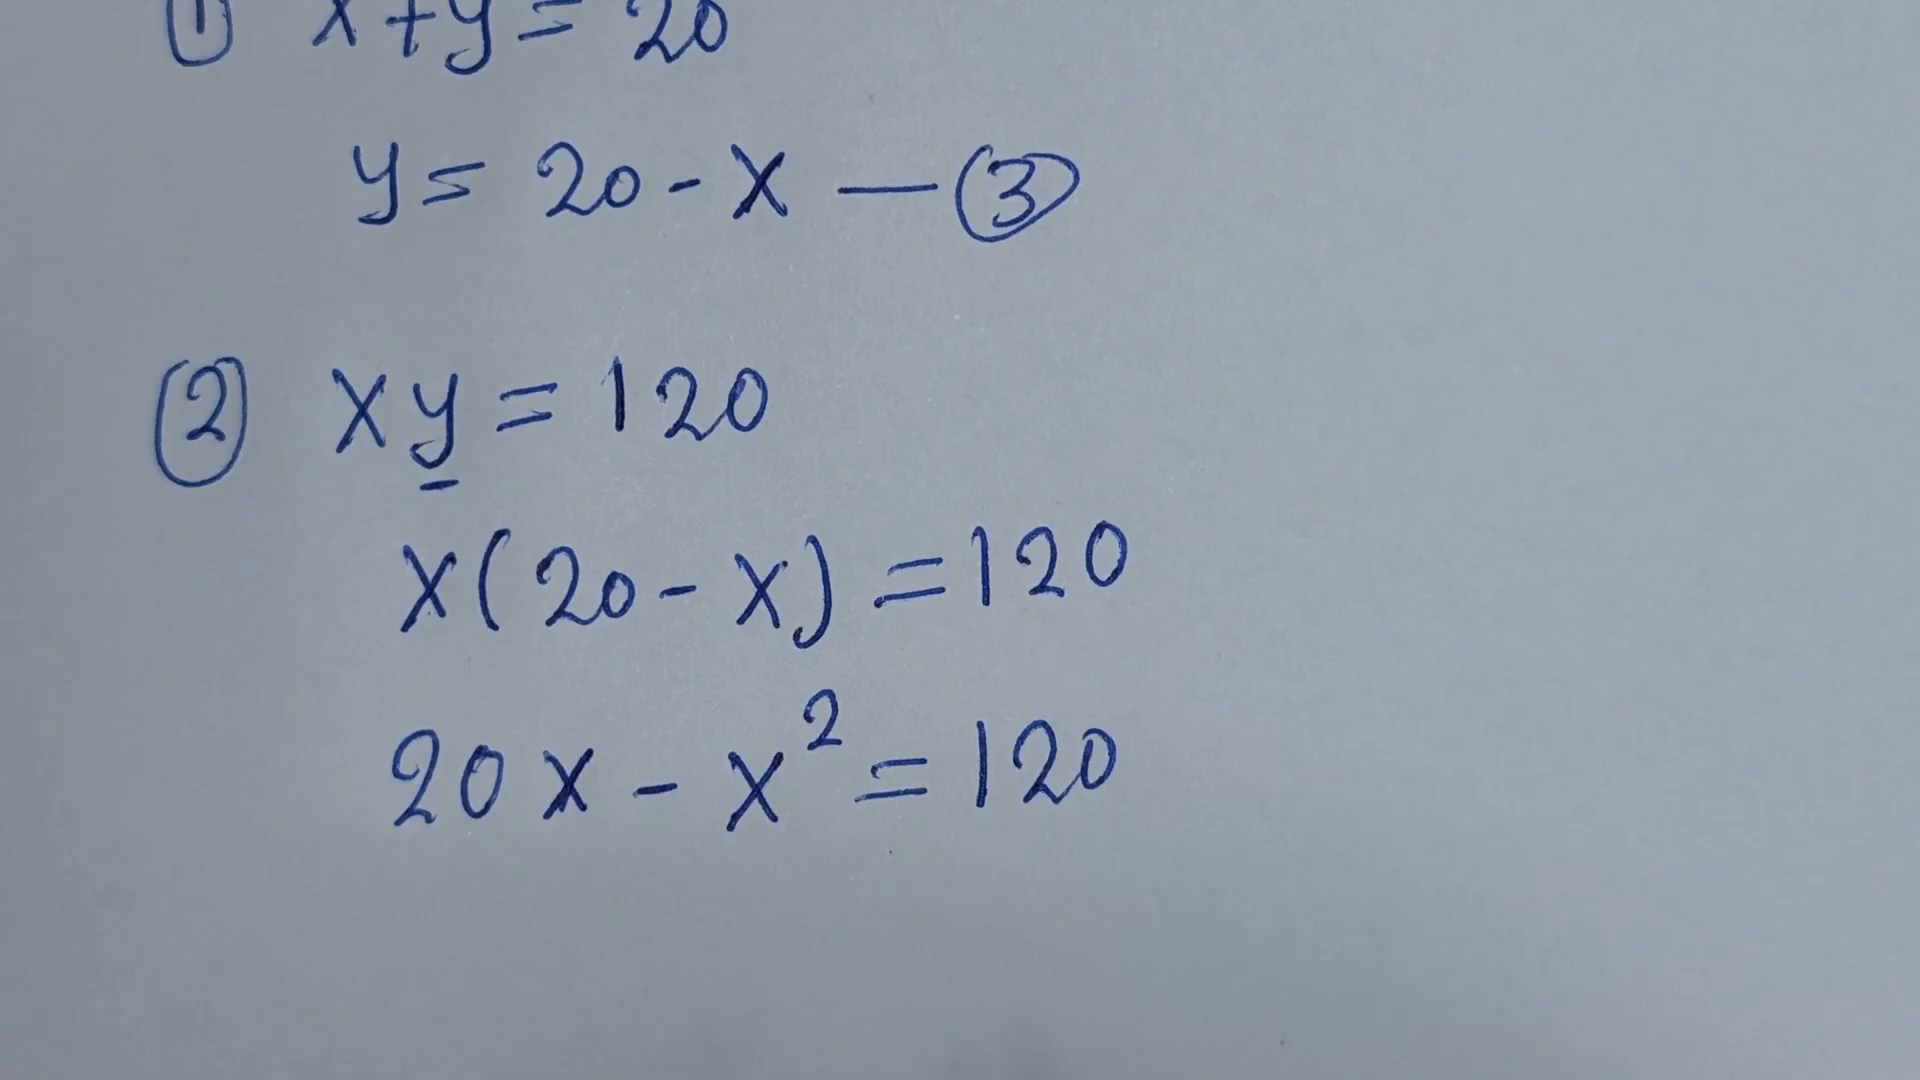 ① x+y = 20
y = 20 - x — ③
② xy = 120
x(20 - x) = 120
20x - x² = 120